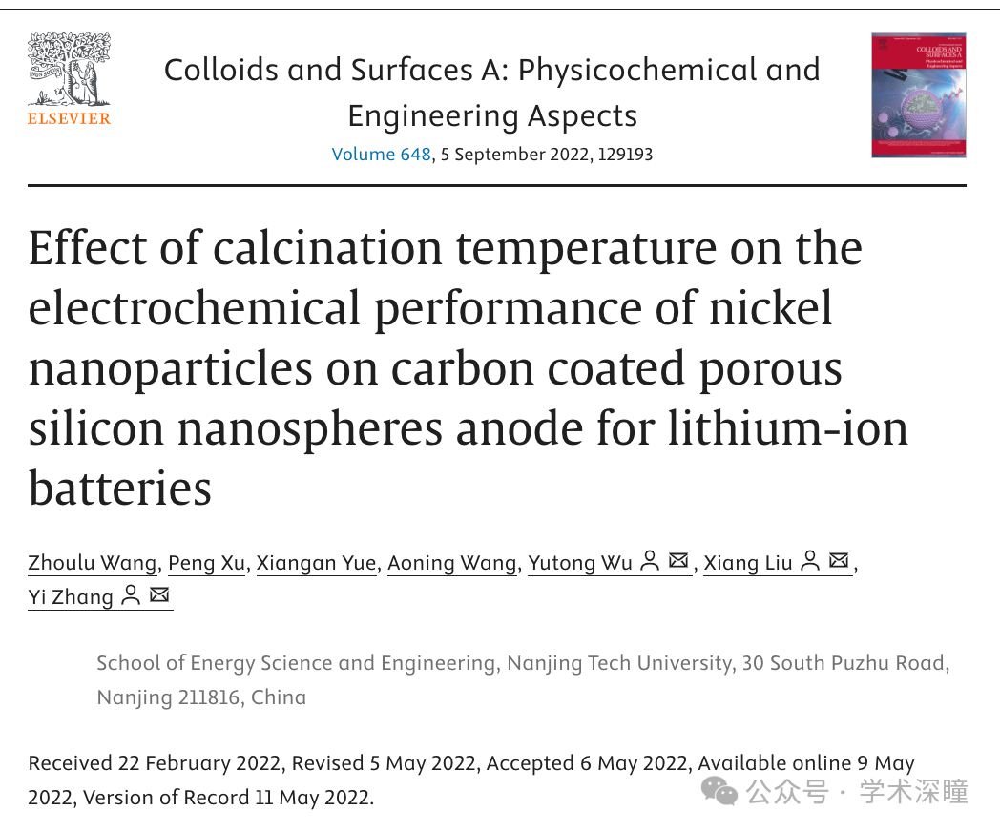 ELSEVIER
Colloids and Surfaces A: Physicochemical and
Engineering Aspects
Volume 648, 5 September 2022, 129193
COLLOIDS AND
SURFACES A
Effect of calcination temperature on the
electrochemical performance of nickel
nanoparticles on carbon coated porous
silicon nanospheres anode for lithium-ion
batteries
Zhoulu Wang, Peng Xu, Xiangan Yue, Aoning Wang, Yutong Wu, Xiang Liu,
Yi Zhang
School of Energy Science and Engineering, Nanjing Tech University, 30 South Puzhu Road,
Nanjing 211816, China
Received 22 February 2022, Revised 5 May 2022, Accepted 6 May 2022, Available online 9 May
2022, Version of Record 11 May 2022.
公众号 · 学术深瞳